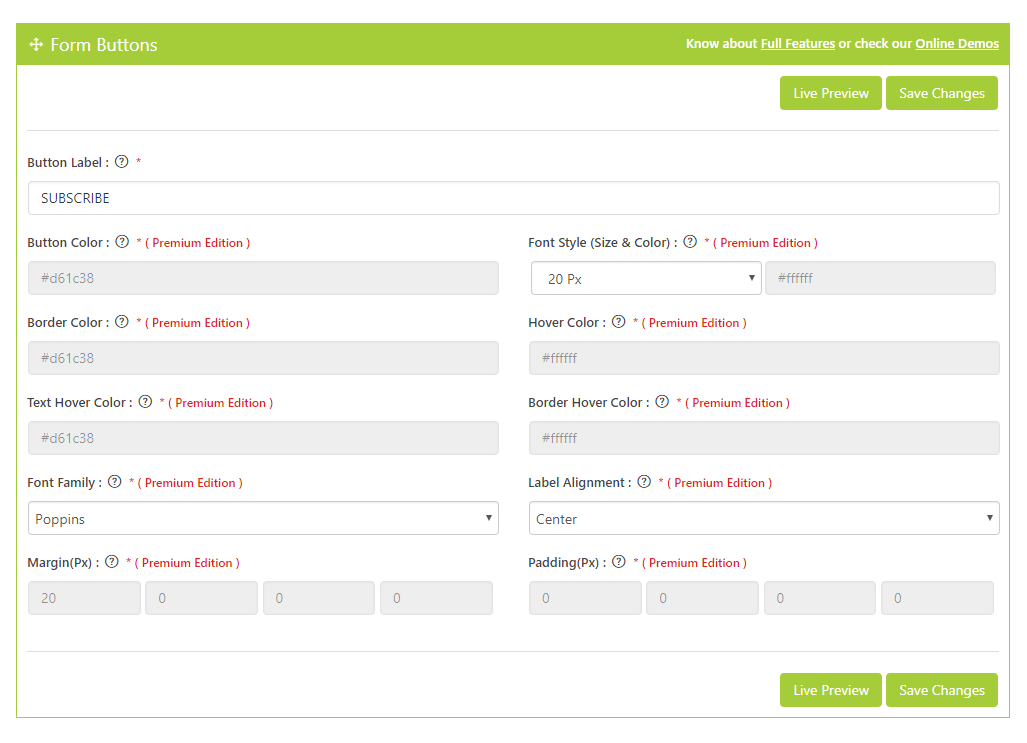 Form Buttons
Know about Full Features or check our Online Demos
Live Preview Save Changes
Button Label : ? *
SUBSCRIBE
Button Color : ? * ( Premium Edition )
Font Style (Size & Color) : ? * ( Premium Edition )
#d61c38
20 Px #ffffff
Border Color : ? * ( Premium Edition )
Hover Color : ? * ( Premium Edition )
#d61c38
#ffffff
Text Hover Color : ? * ( Premium Edition )
Border Hover Color : ? * ( Premium Edition )
#d61c38
#ffffff
Font Family : ? * ( Premium Edition )
Label Alignment : ? * ( Premium Edition )
Poppins
Center
Margin(Px) : ? * ( Premium Edition )
Padding(Px) : ? * ( Premium Edition )
20 0 0 0
0 0 0 0
Live Preview Save Changes